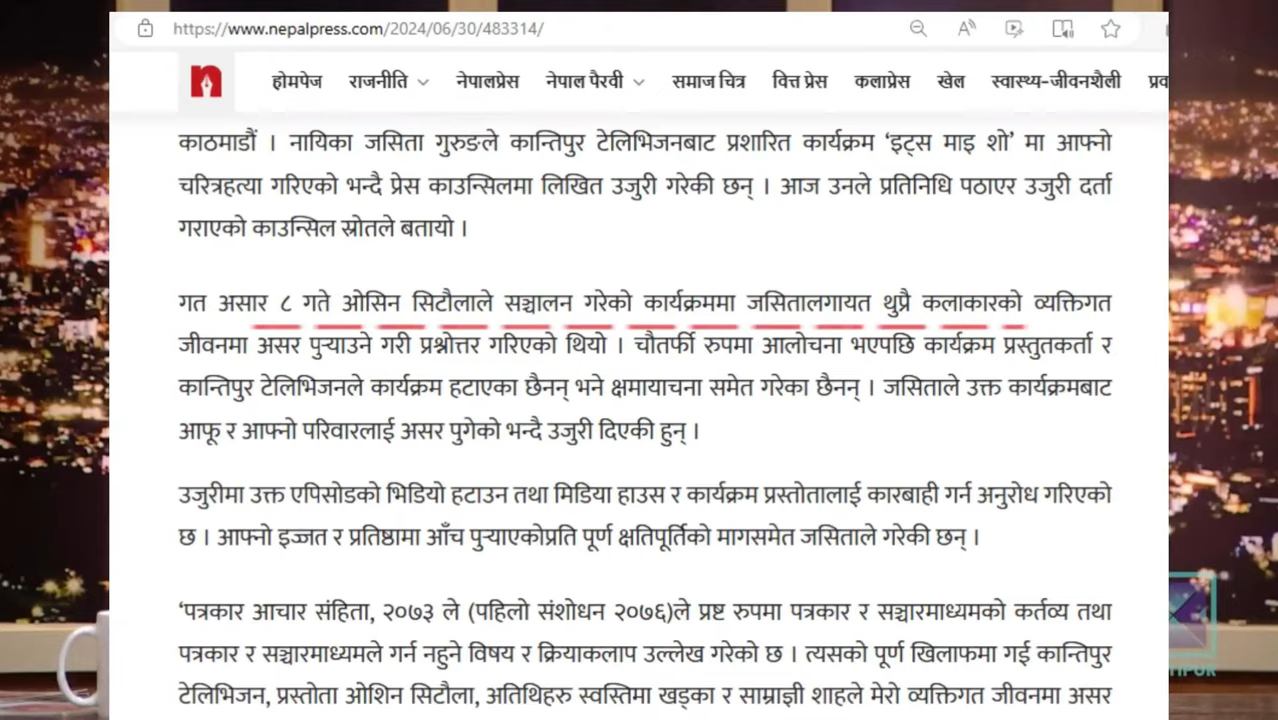 https://www.nepalpress.com/2024/06/30/483314/
होमपेज राजनीति नेपालप्रेस नेपाल पैरवी समाज चित्र वित्त प्रेस कलाप्रेस खेल स्वास्थ्य-जीवनशैली
काठमाडौं । नायिका जसिता गुरुङले कान्तिपुर टेलिभिजनबाट प्रशारित कार्यक्रम ‘इट्स माइ शो’ मा आफ्नो
चरित्रहत्या गरिएको भन्दै प्रेस काउन्सिलमा लिखित उजुरी गरेकी छन् । आज उनले प्रतिनिधि पठाएर उजुरी दर्ता
गराएको काउन्सिल स्रोतले बतायो ।
गत असार ८ गते ओसिन सिटौलाले सञ्चालन गरेको कार्यक्रममा जसितालगायत थुप्रै कलाकारको व्यक्तिगत
जीवनमा असर पुर्‍याउने गरी प्रश्नोत्तर गरिएको थियो । चौतर्फी रुपमा आलोचना भएपछि कार्यक्रम प्रस्तुतकर्ता र
कान्तिपुर टेलिभिजनले कार्यक्रम हटाएका छैनन् भने क्षमायाचना समेत गरेका छैनन् । जसिताले उक्त कार्यक्रमबाट
आफू र आफ्नो परिवारलाई असर पुगेको भन्दै उजुरी दिएकी हुन् ।
उजुरीमा उक्त एपिसोडको भिडियो हटाउन तथा मिडिया हाउस र कार्यक्रम प्रस्तोतालाई कारबाही गर्न अनुरोध गरिएको
छ । आफ्नो इज्जत र प्रतिष्ठामा आँच पुर्‍याएकोप्रति पूर्ण क्षतिपूर्तिको मागसमेत जसिताले गरेकी छन् ।
‘पत्रकार आचार संहिता, २०७३ ले (पहिलो संशोधन २०७६)ले प्रष्ट रुपमा पत्रकार र सञ्चारमाध्यमको कर्तव्य तथा
पत्रकार र सञ्चारमाध्यमले गर्न नहुने विषय र क्रियाकलाप उल्लेख गरेको छ । त्यसको पूर्ण खिलाफमा गई कान्तिपुर
टेलिभिजन, प्रस्तोता ओशिन सिटौला, अतिथिहरु स्वस्तिमा खड्का र साम्राज्ञी शाहले मेरो व्यक्तिगत जीवनमा असर